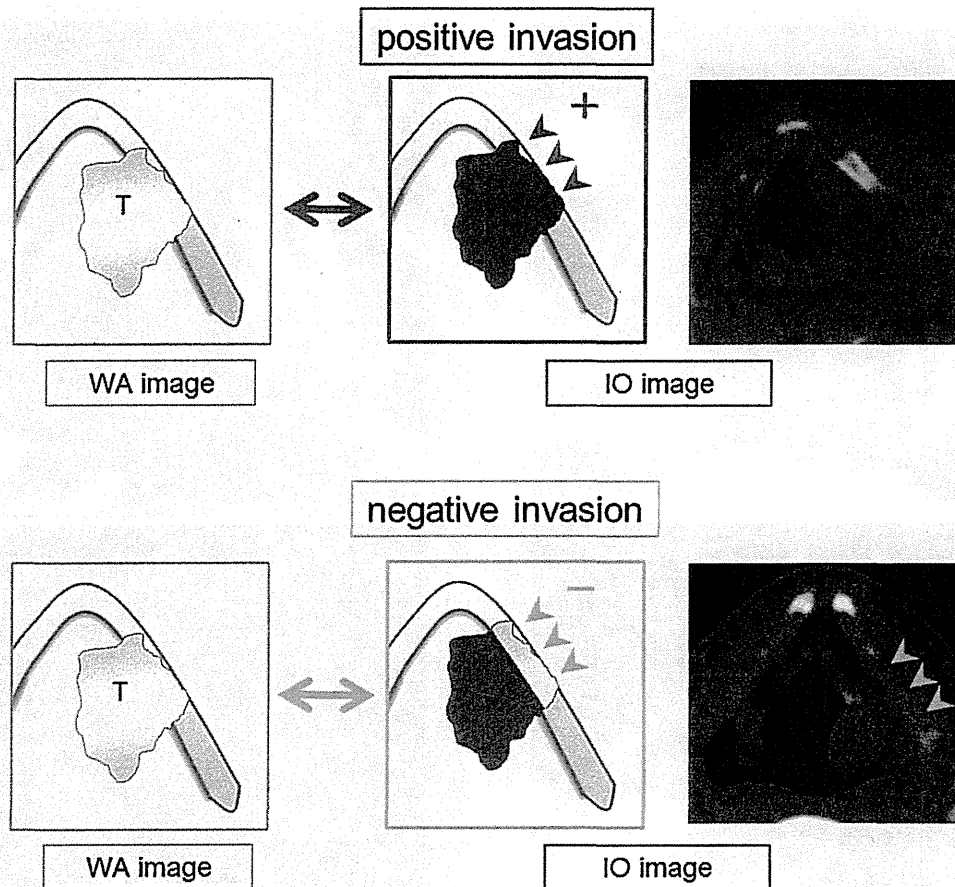 positive invasion
+
T
WA image
IO image
negative invasion
−
T
WA image
IO image